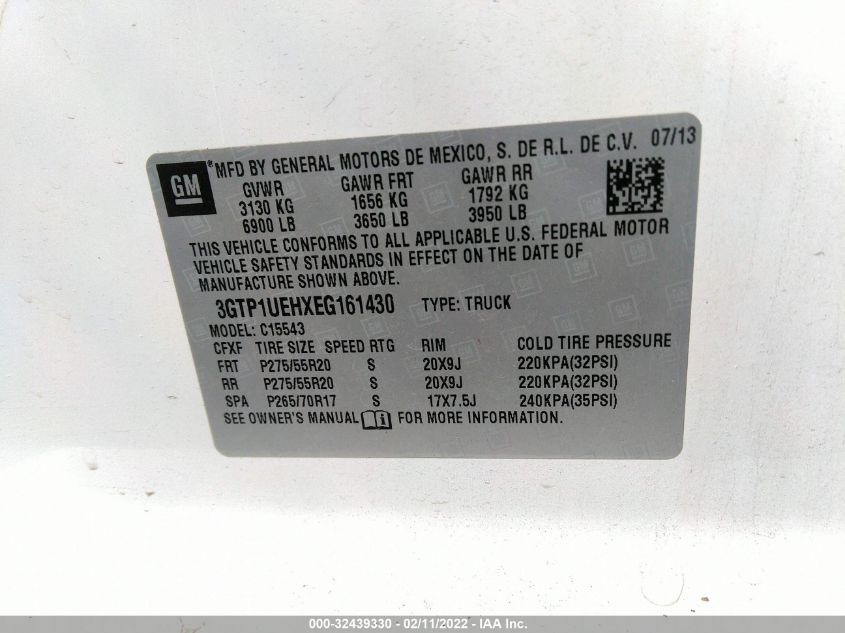 GM
*MFD BY GENERAL MOTORS DE MEXICO, S. DE R.L. DE C.V. 07/13
GVWR GAWR FRT GAWR RR
3130 KG 1656 KG 1792 KG
6900 LB 3650 LB 3950 LB
THIS VEHICLE CONFORMS TO ALL APPLICABLE U.S. FEDERAL MOTOR
VEHICLE SAFETY STANDARDS IN EFFECT ON THE DATE OF
MANUFACTURE SHOWN ABOVE.
3GTP1UEHXEG161430 TYPE: TRUCK
MODEL: C15543
CFXF TIRE SIZE SPEED RTG RIM COLD TIRE PRESSURE
FRT P275/55R20 S 20X9J 220KPA(32PSI)
RR P275/55R20 S 20X9J 220KPA(32PSI)
SPA P265/70R17 S 17X7.5J 240KPA(35PSI)
SEE OWNER'S MANUAL i FOR MORE INFORMATION.
000-32439330 - 02/11/2022 - IAA Inc.